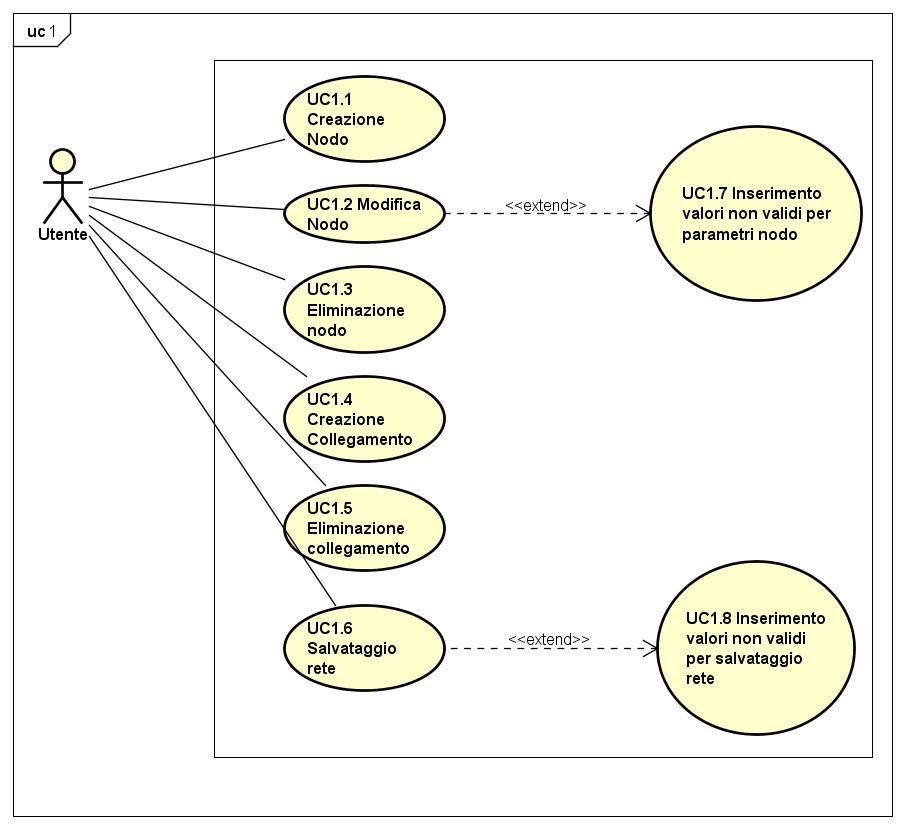 uc 1
Utente
UC1.1
Creazione
Nodo
UC1.2 Modifica
Nodo
<<extend>>
UC1.7 Inserimento
valori non validi per
parametri nodo
UC1.3
Eliminazione
nodo
UC1.4
Creazione
Collegamento
UC1.5
Eliminazione
collegamento
UC1.6
Salvataggio
rete
<<extend>>
UC1.8 Inserimento
valori non validi
per salvataggio
rete